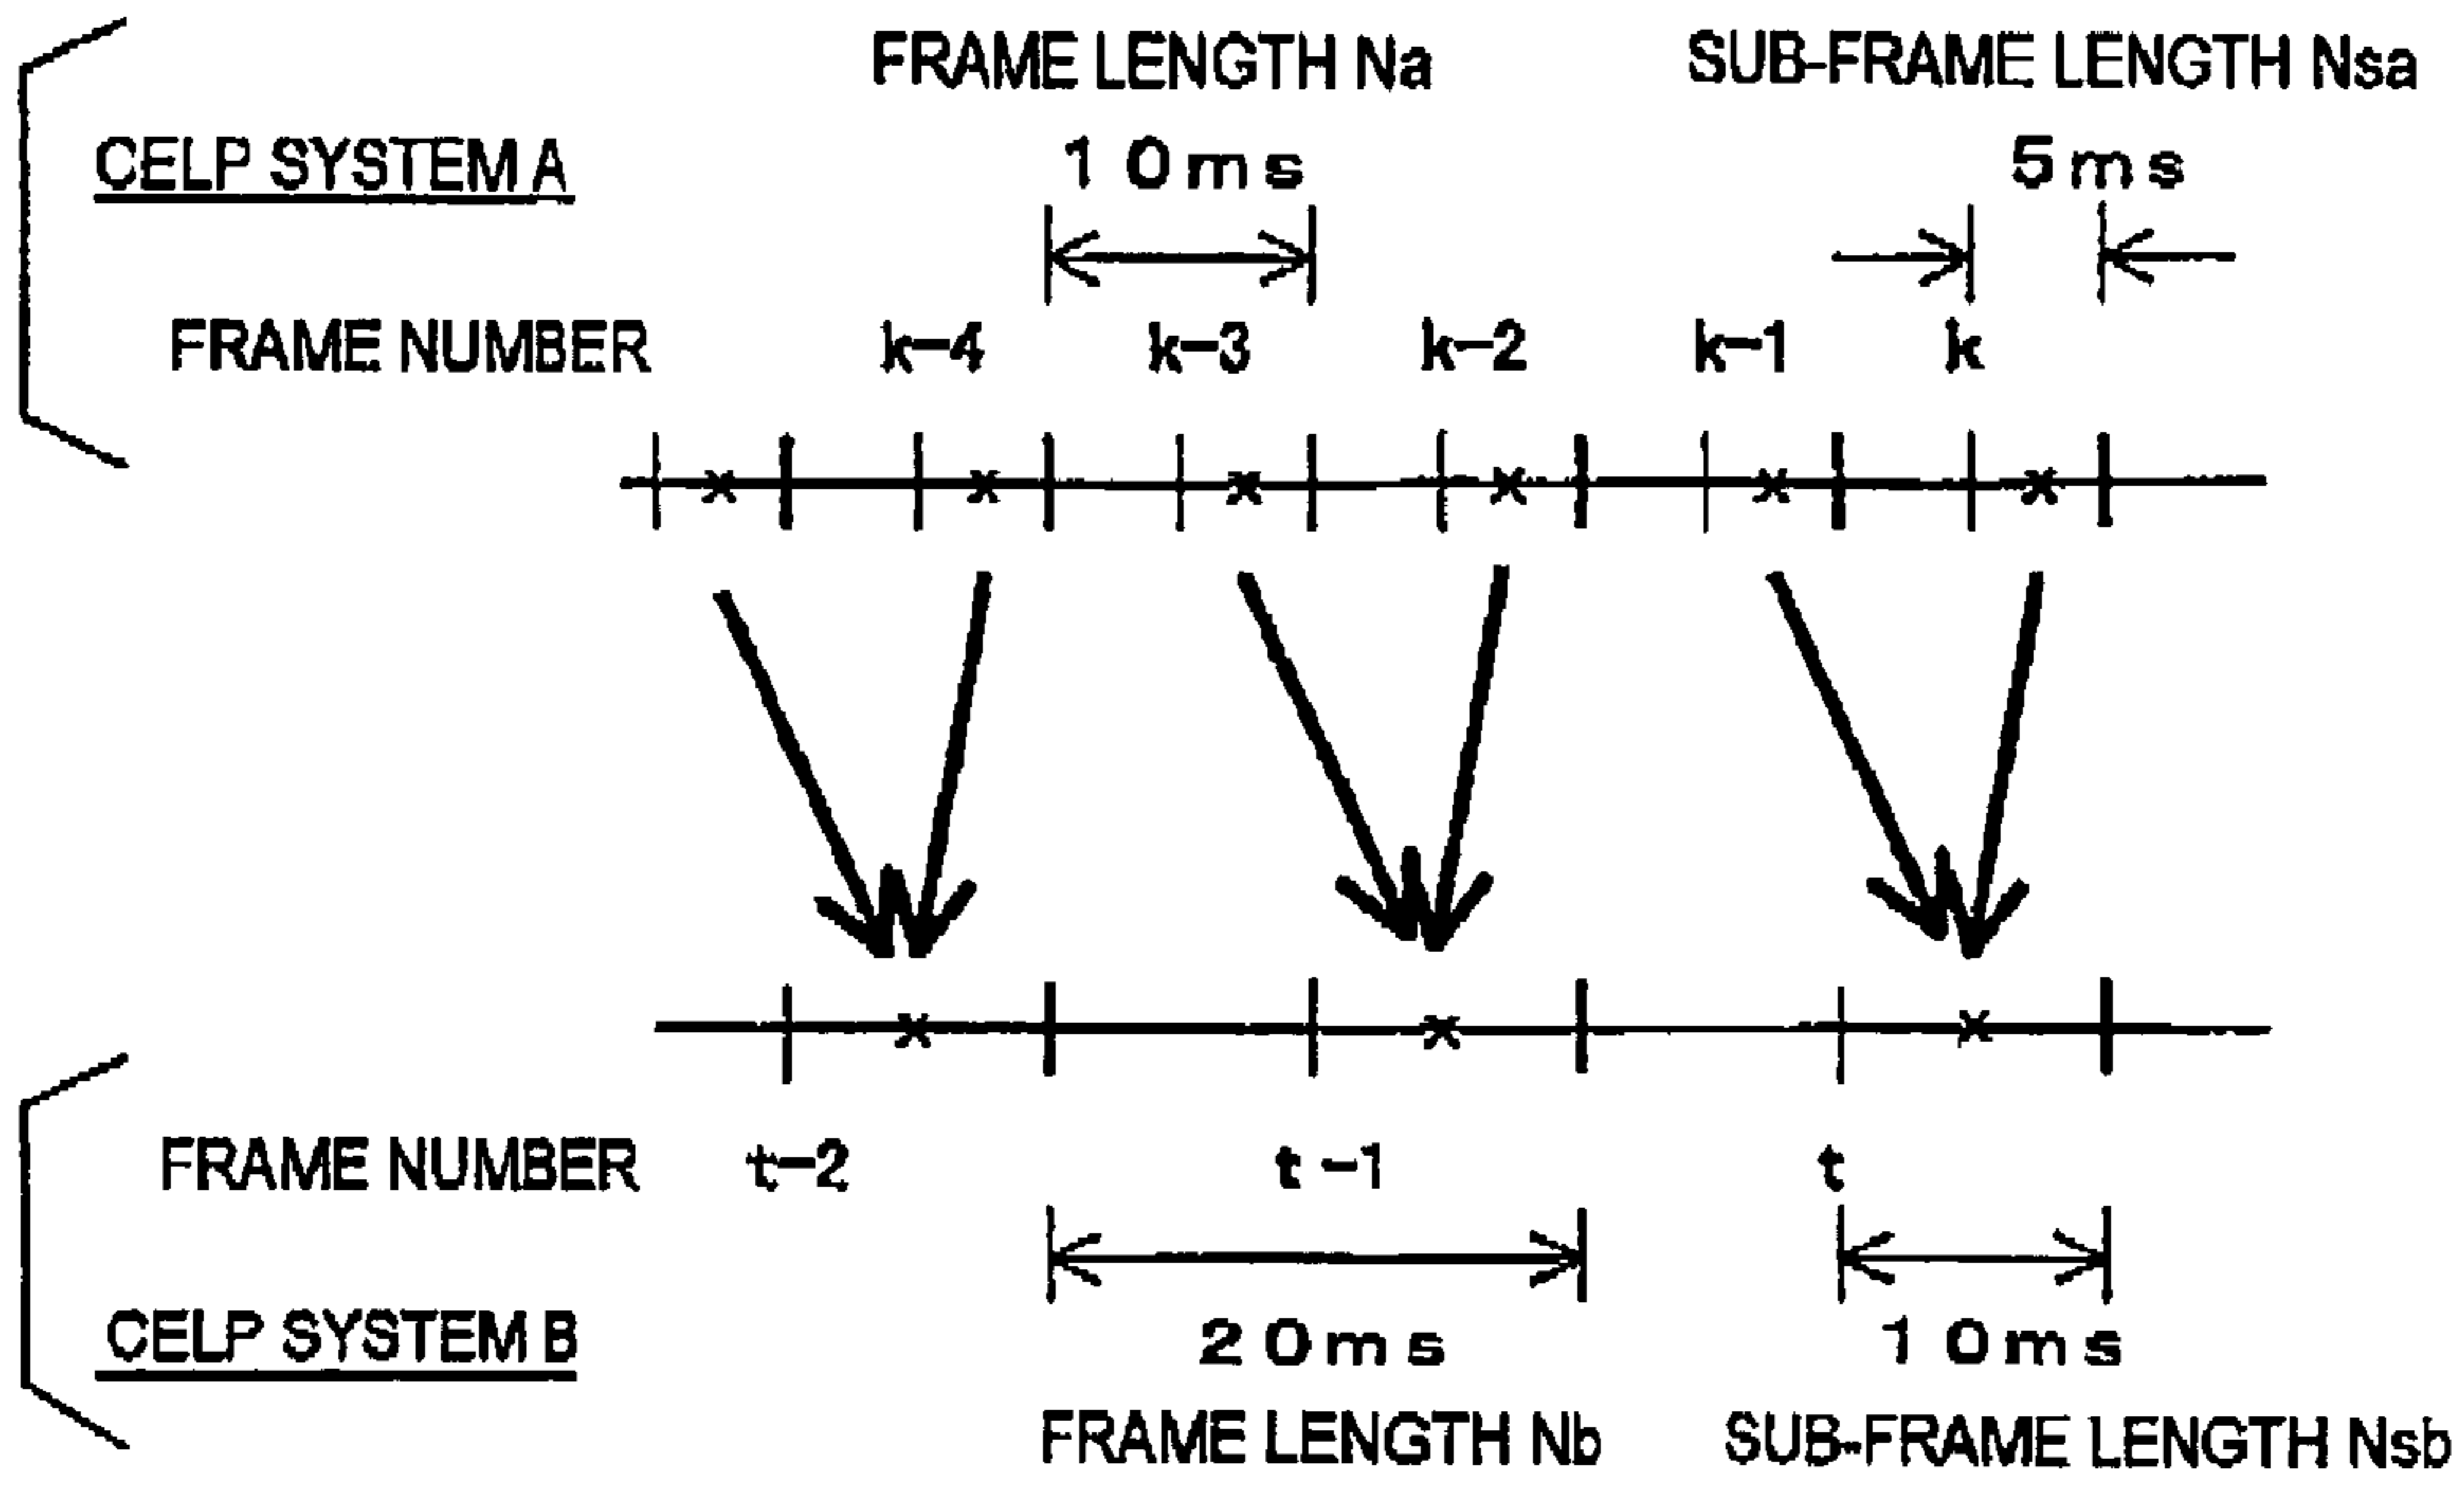 FRAME LENGTH Na SUB-FRAME LENGTH Nsa
CELP SYSTEM A 10ms 5ms
FRAME NUMBER k-4 k-3 k-2 k-1 k
FRAME NUMBER t-2 t-1 t
CELP SYSTEM B 20ms 10ms
FRAME LENGTH Nb SUB-FRAME LENGTH Nsb